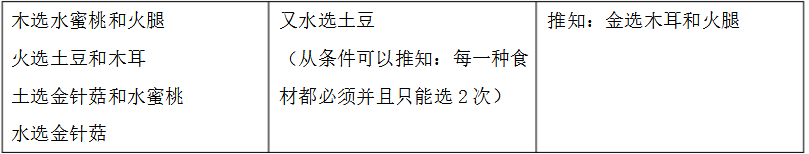 木选水蜜桃和火腿
火选土豆和木耳
土选金针菇和水蜜桃
水选金针菇
又水选土豆
（从条件可以推知：每一种食
材都必须并且只能选 2 次）
推知：金选木耳和火腿